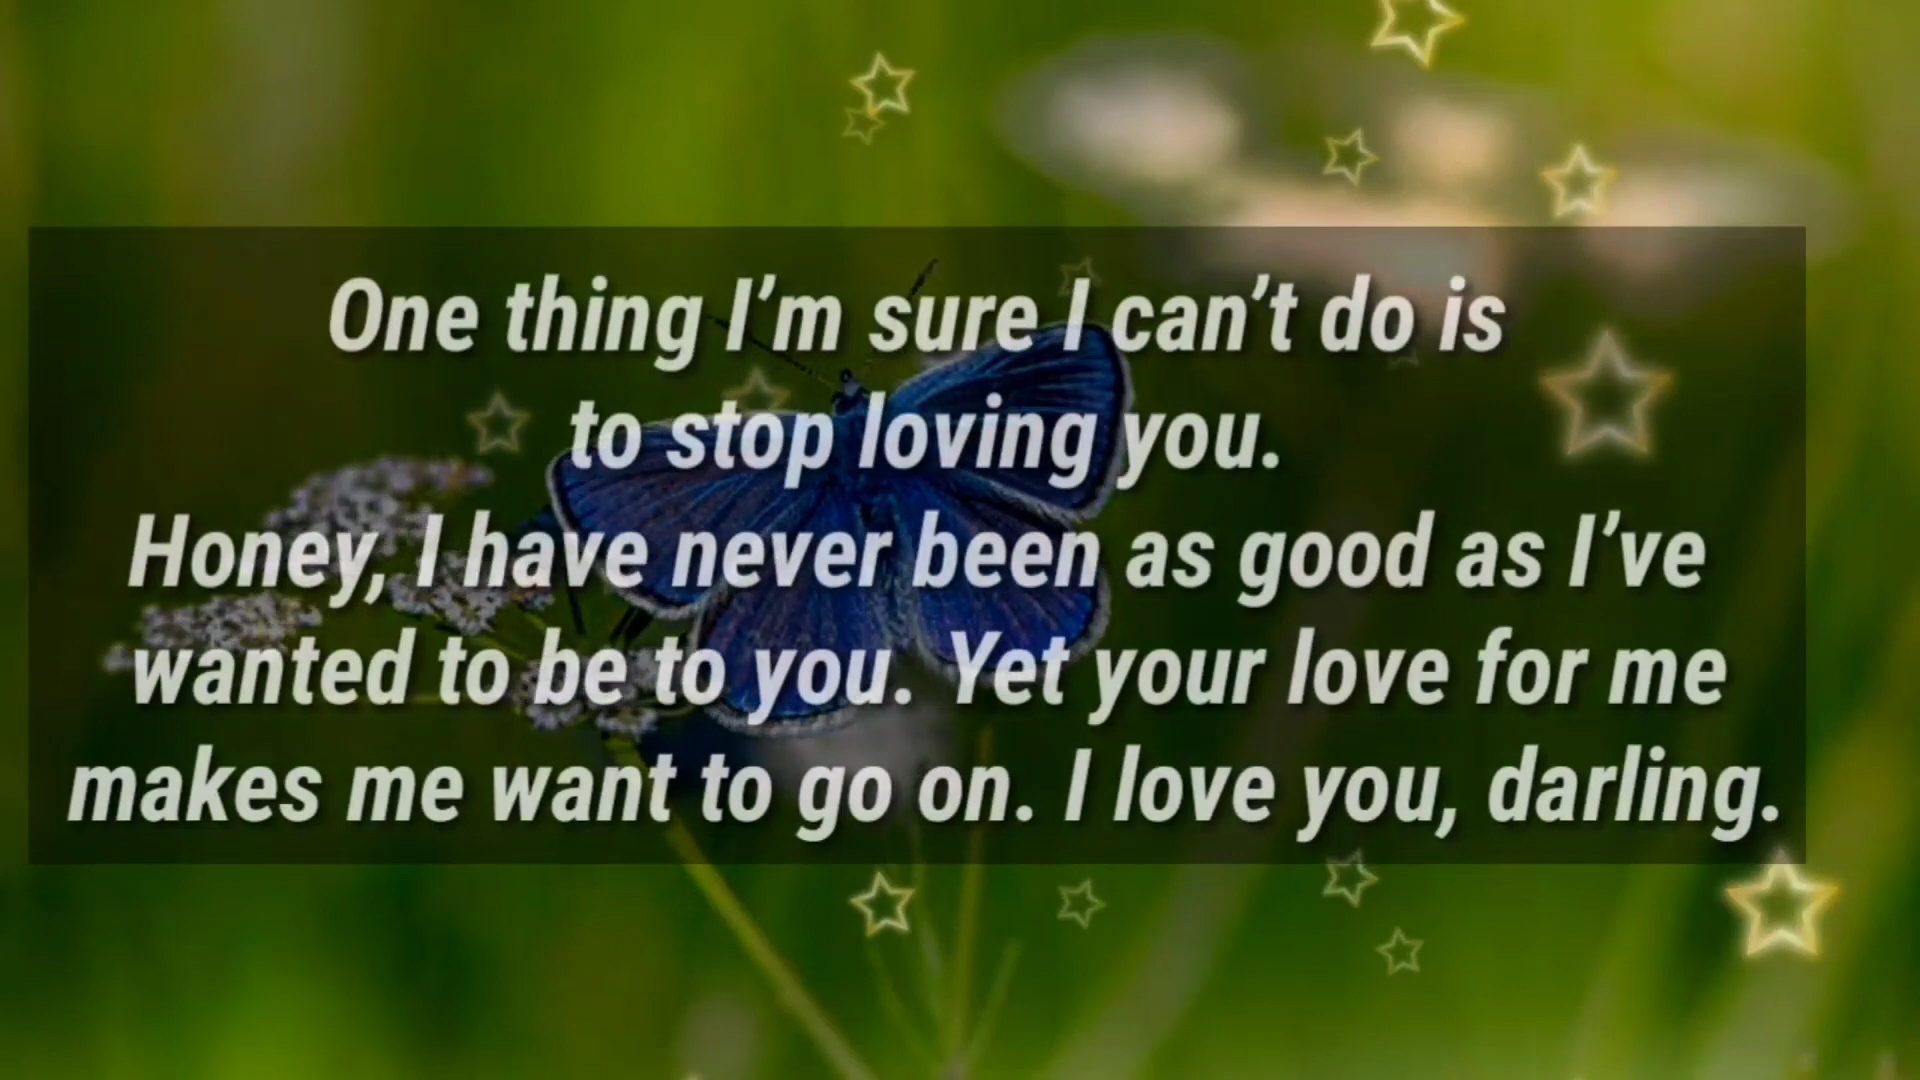 One thing I’m sure I can’t do is
to stop loving you.
Honey, I have never been as good as I’ve
wanted to be to you. Yet your love for me
makes me want to go on. I love you, darling.